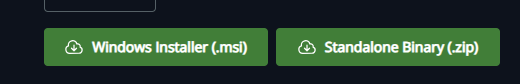 Windows Installer (.msi)
Standalone Binary (.zip)